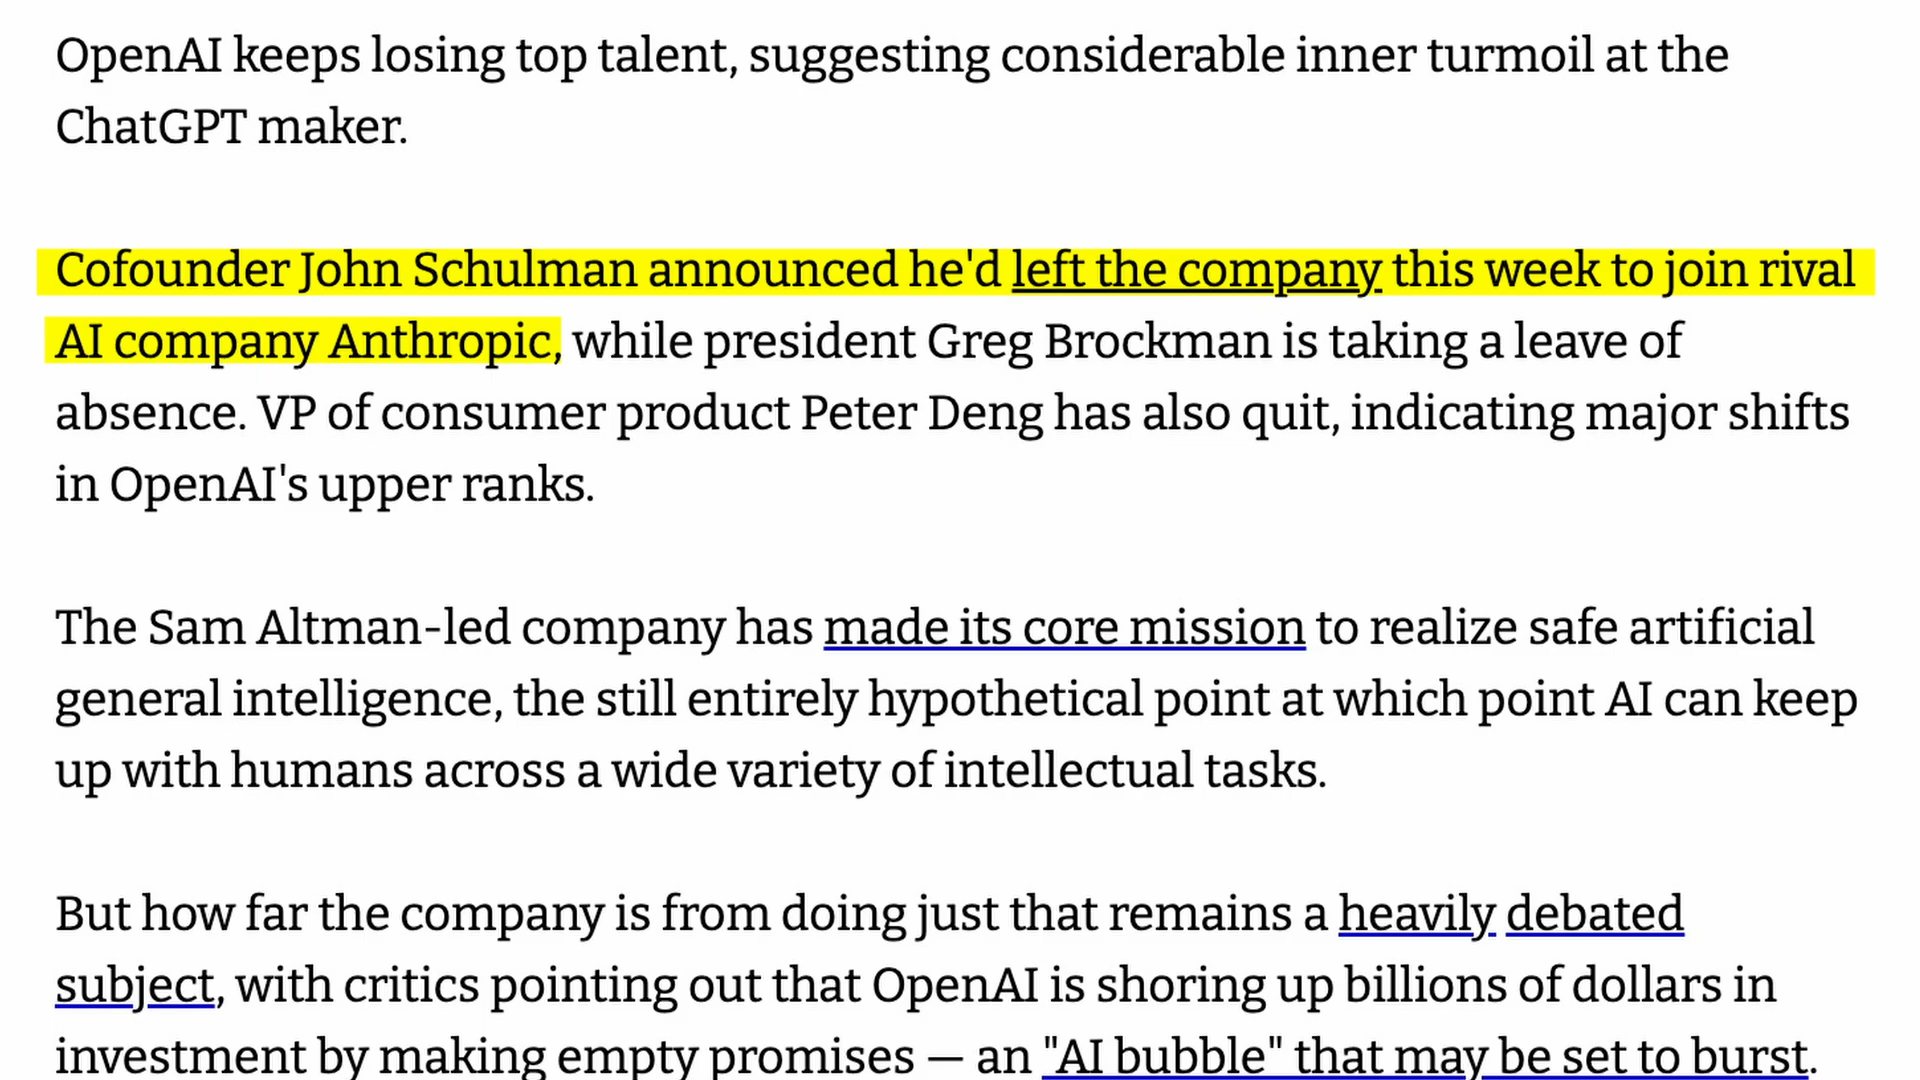 OpenAI keeps losing top talent, suggesting considerable inner turmoil at the
ChatGPT maker.
Cofounder John Schulman announced he'd left the company this week to join rival
AI company Anthropic, while president Greg Brockman is taking a leave of
absence. VP of consumer product Peter Deng has also quit, indicating major shifts
in OpenAI's upper ranks.
The Sam Altman-led company has made its core mission to realize safe artificial
general intelligence, the still entirely hypothetical point at which point AI can keep
up with humans across a wide variety of intellectual tasks.
But how far the company is from doing just that remains a heavily debated
subject, with critics pointing out that OpenAI is shoring up billions of dollars in
investment by making empty promises — an "AI bubble" that may be set to burst.